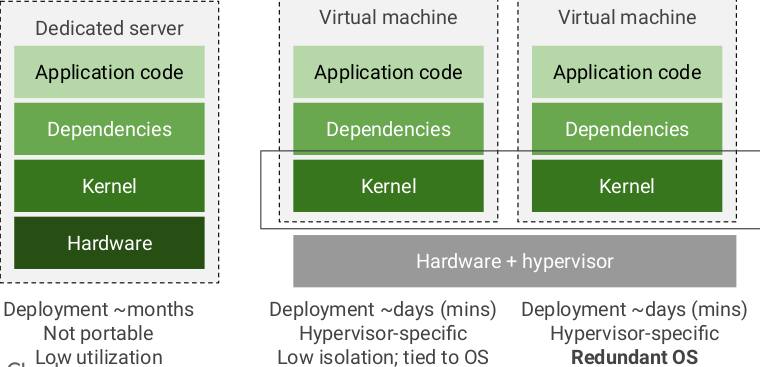 Dedicated server
Application code
Dependencies
Kernel
Hardware
Deployment ~months
Not portable
Low utilization
Virtual machine
Application code
Dependencies
Kernel
Virtual machine
Application code
Dependencies
Kernel
Hardware + hypervisor
Deployment ~days (mins)
Hypervisor-specific
Low isolation; tied to OS
Deployment ~days (mins)
Hypervisor-specific
Redundant OS